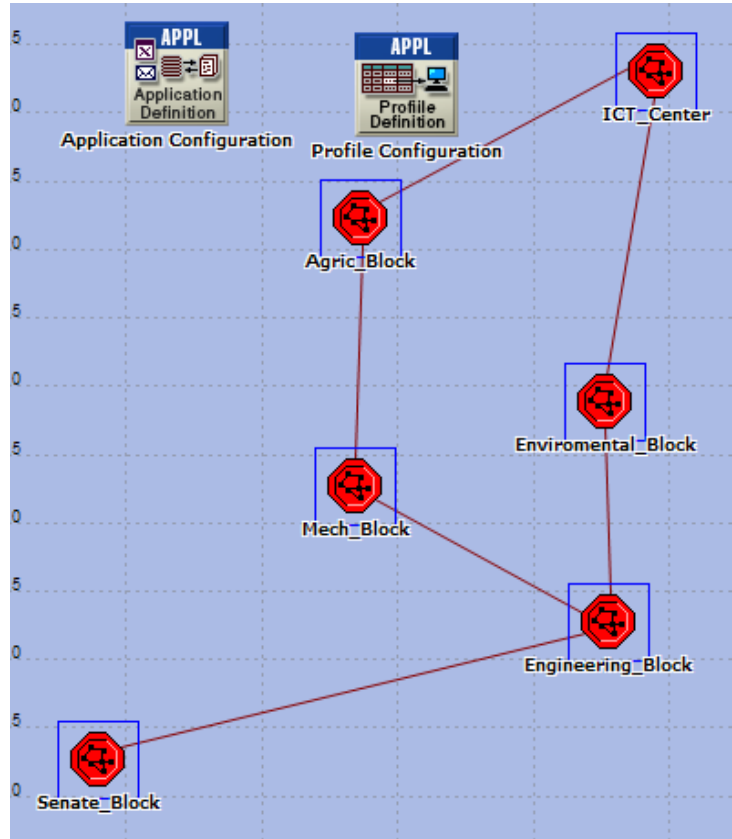 5
APPL
Application
Definition
Application Configuration
APPL
Profiile
Definition
Profile Configuration
ICT_Center
0
5
Agric_Block
0
5
0
Enviromental_Block
5
Mech_Block
0
5
Engineering_Block
0
5
Senate_Block
0